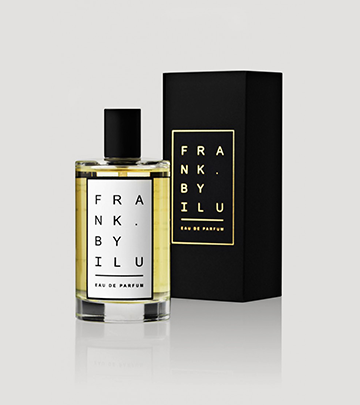 F R A
N K .
B Y
I L U
EAU DE PARFUM
F R A
N K .
B Y
I L U
EAU DE PARFUM